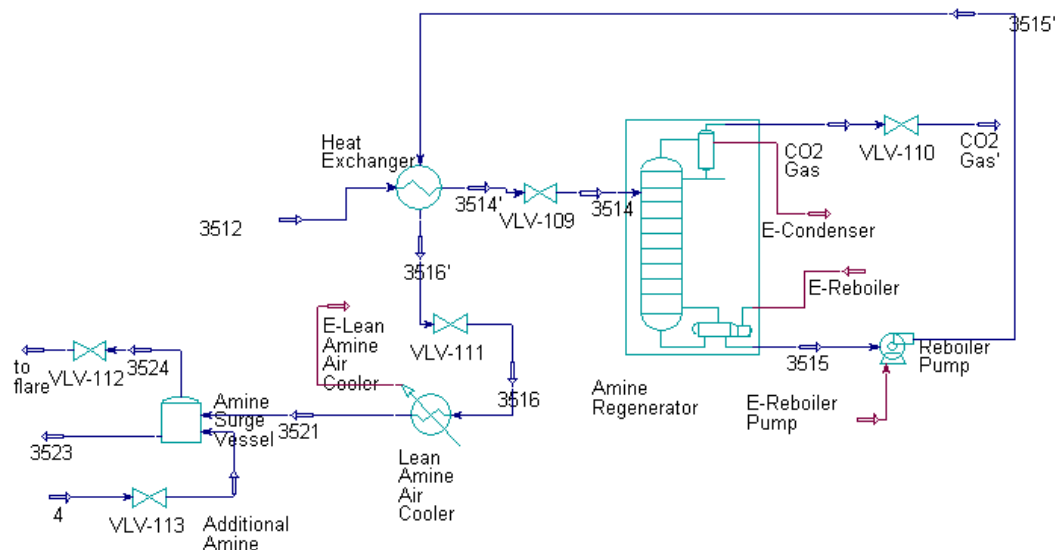 3515'
Heat
Exchanger
CO2
Gas
VLV-110
CO2
Gas'
3512
3514'
VLV-109
3514
E-Condenser
3516'
E-Reboiler
E-Lean
Amine
Air
Cooler
VLV-111
to
flare
VLV-112
3524
Amine
Surge
Vessel
3521
3516
Amine
Regenerator
3515
Reboiler
Pump
E-Reboiler
Pump
3523
Lean
Amine
Air
Cooler
4
VLV-113
Additional
Amine